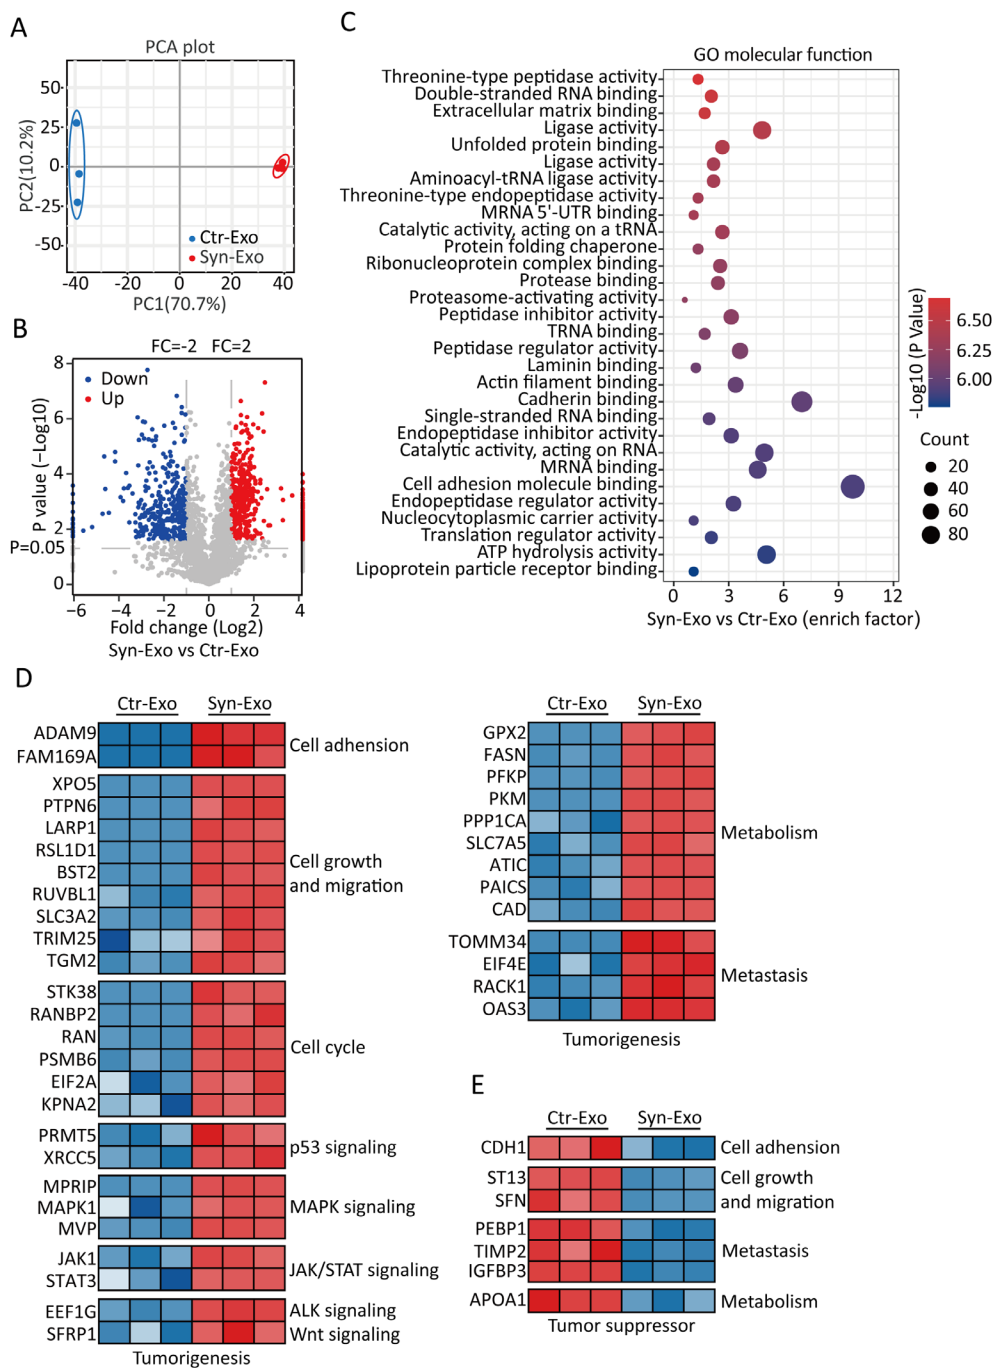 A
PCA plot
50
25
0
-25
-50
PC2(10.2%)
Ctr-Exo
Syn-Exo
-40 -20 0 20 40
PC1(70.7%)
B
FC=-2 FC=2
Down
Up
8
6
4
2
P=0.05
0
P value (−Log10)
−6 −4 −2 0 2 4
Fold change (Log2)
Syn-Exo vs Ctr-Exo
C
GO molecular function
Threonine-type peptidase activity
Double-stranded RNA binding
Extracellular matrix binding
Ligase activity
Unfolded protein binding
Ligase activity
Aminoacyl-tRNA ligase activity
Threonine-type endopeptidase activity
MRNA 5'-UTR binding
Catalytic activity, acting on a tRNA
Protein folding chaperone
Ribonucleoprotein complex binding
Protease binding
Proteasome-activating activity
Peptidase inhibitor activity
TRNA binding
Peptidase regulator activity
Laminin binding
Actin filament binding
Cadherin binding
Single-stranded RNA binding
Endopeptidase inhibitor activity
Catalytic activity, acting on RNA
MRNA binding
Cell adhesion molecule binding
Endopeptidase regulator activity
Nucleocytoplasmic carrier activity
Translation regulator activity
ATP hydrolysis activity
Lipoprotein particle receptor binding
0 3 6 9 12
Syn-Exo vs Ctr-Exo (enrich factor)
-Log10 (P Value)
6.50
6.25
6.00
Count
20
40
60
80
D
Ctr-Exo Syn-Exo
ADAM9
FAM169A
Cell adhension
XPO5
PTPN6
LARP1
RSL1D1
BST2
RUVBL1
SLC3A2
TRIM25
TGM2
Cell growth
and migration
STK38
RANBP2
RAN
PSMB6
EIF2A
KPNA2
Cell cycle
PRMT5
XRCC5
p53 signaling
MPRIP
MAPK1
MVP
MAPK signaling
JAK1
STAT3
JAK/STAT signaling
EEF1G ALK signaling
SFRP1 Wnt signaling
Tumorigenesis
Ctr-Exo Syn-Exo
GPX2
FASN
PFKP
PKM
PPP1CA
SLC7A5
ATIC
PAICS
CAD
Metabolism
TOMM34
EIF4E
RACK1
OAS3
Metastasis
Tumorigenesis
E
Ctr-Exo Syn-Exo
CDH1 Cell adhension
ST13
SFN
Cell growth
and migration
PEBP1
TIMP2
IGFBP3
Metastasis
APOA1 Metabolism
Tumor suppressor